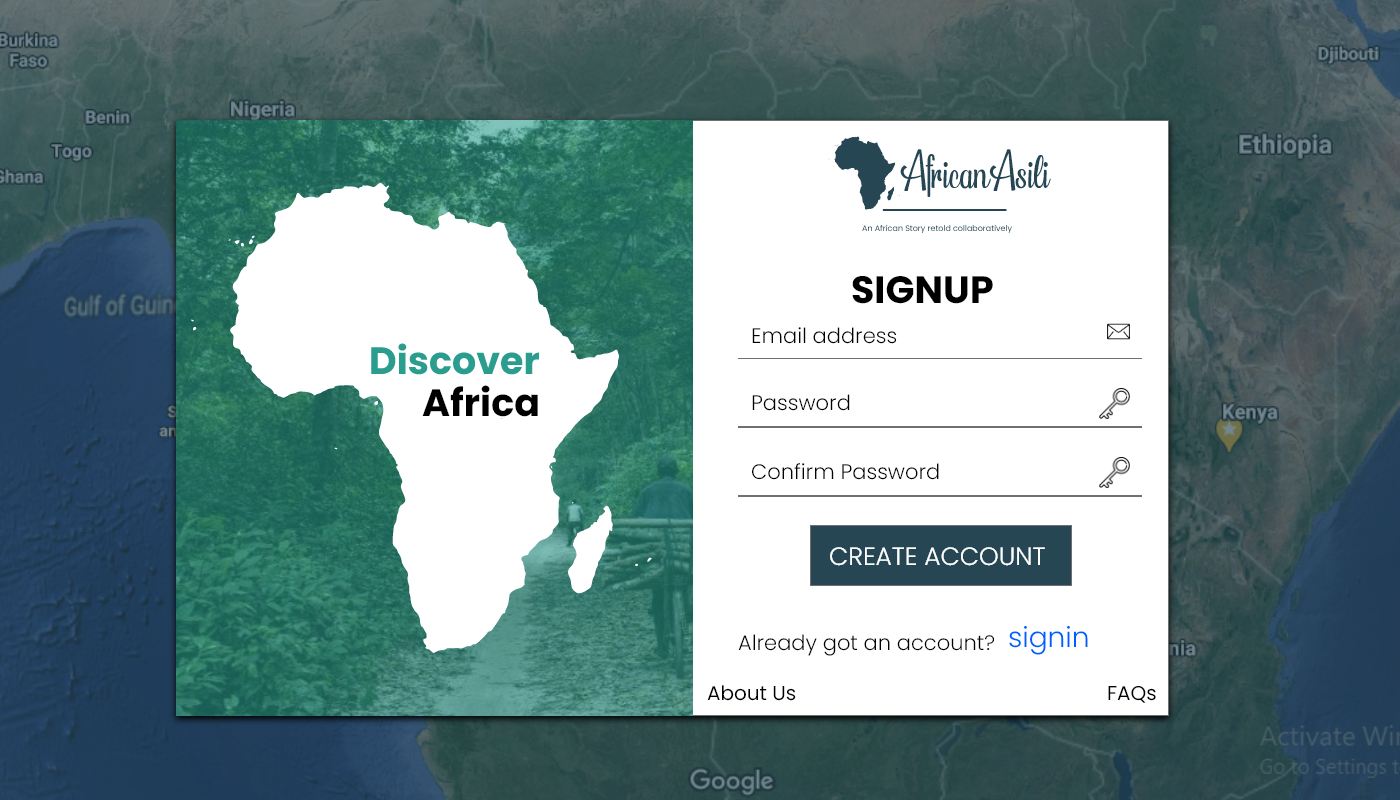 Burkina
Faso
Djibouti
Nigeria
Benin
Togo
Ghana
Ethiopia
Gulf of Guin
Kenya
nia
Discover
Africa
AfricanAsili
An African Story retold collaboratively
SIGNUP
Email address
Password
Confirm Password
CREATE ACCOUNT
Already got an account? signin
About Us
FAQs
Activate Wi
Go to Settings t
Google